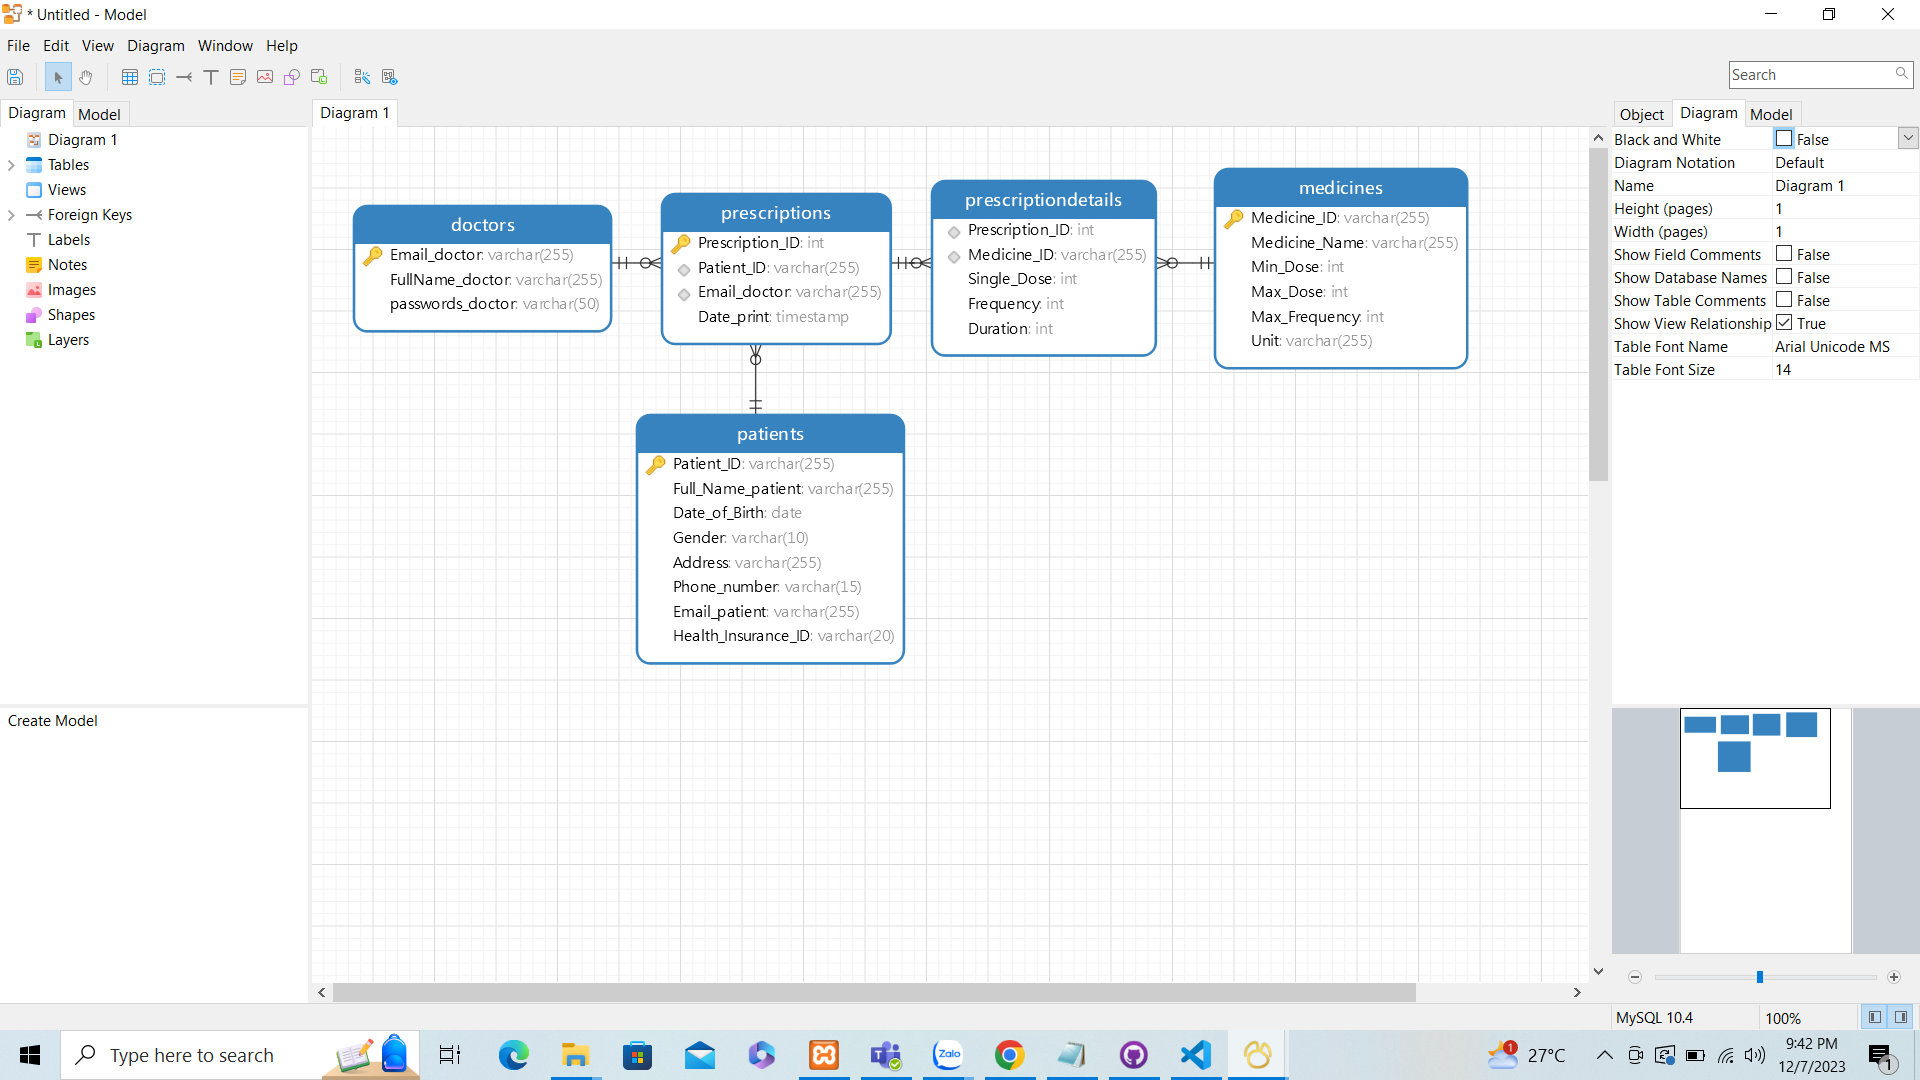 * Untitled - Model
File Edit View Diagram Window Help
Search
Diagram Model
Diagram 1
Tables
Views
Foreign Keys
Labels
Notes
Images
Shapes
Layers
Create Model
Diagram 1
doctors
Email_doctor: varchar(255)
FullName_doctor: varchar(255)
passwords_doctor: varchar(50)
prescriptions
Prescription_ID: int
Patient_ID: varchar(255)
Email_doctor: varchar(255)
Date_print: timestamp
prescriptiondetails
Prescription_ID: int
Medicine_ID: varchar(255)
Single_Dose: int
Frequency: int
Duration: int
medicines
Medicine_ID: varchar(255)
Medicine_Name: varchar(255)
Min_Dose: int
Max_Dose: int
Max_Frequency: int
Unit: varchar(255)
patients
Patient_ID: varchar(255)
Full_Name_patient: varchar(255)
Date_of_Birth: date
Gender: varchar(10)
Address: varchar(255)
Phone_number: varchar(15)
Email_patient: varchar(255)
Health_Insurance_ID: varchar(20)
Object Diagram Model
Black and White False
Diagram Notation Default
Name Diagram 1
Height (pages) 1
Width (pages) 1
Show Field Comments False
Show Database Names False
Show Table Comments False
Show View Relationship True
Table Font Name Arial Unicode MS
Table Font Size 14
MySQL 10.4 100%
Type here to search
Zalo
1
27°C
9:42 PM
12/7/2023
1